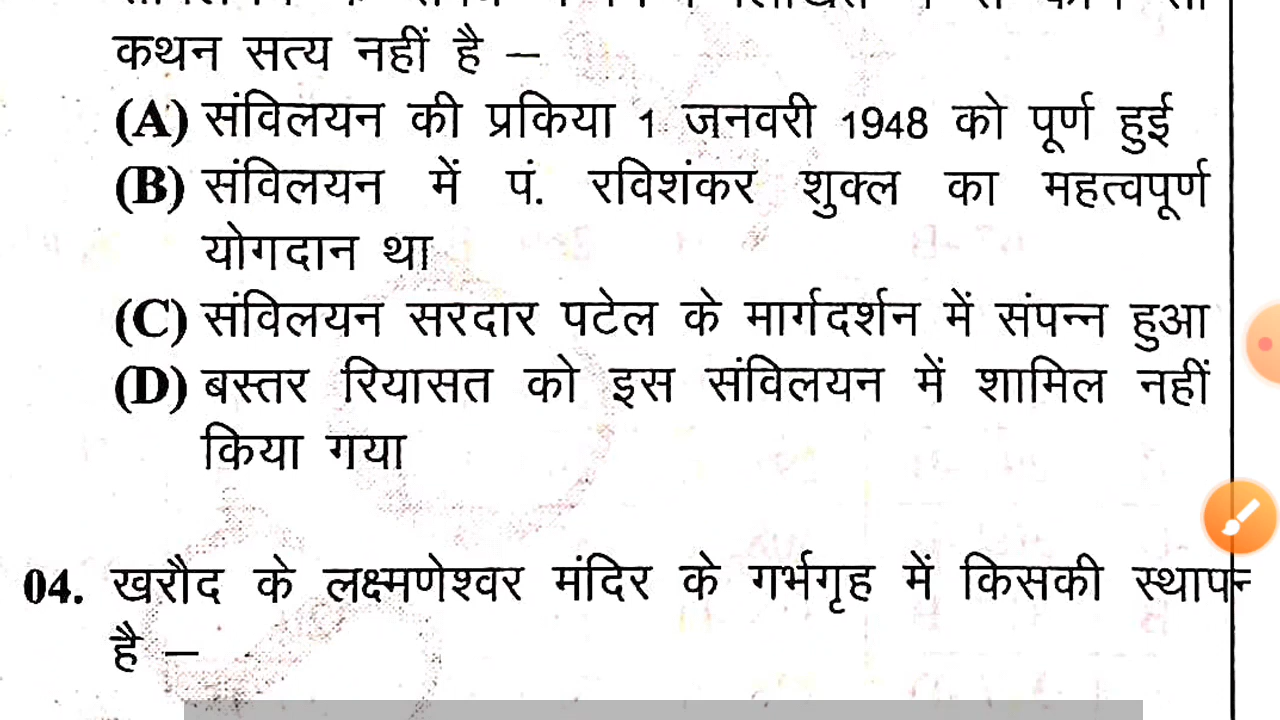 कथन सत्य नहीं है –
(A) संविलयन की प्रकिया 1 जनवरी 1948 को पूर्ण हुई
(B) संविलयन में पं. रविशंकर शुक्ल का महत्वपूर्ण
योगदान था
(C) संविलयन सरदार पटेल के मार्गदर्शन में संपन्न हुआ
(D) बस्तर रियासत को इस संविलयन में शामिल नहीं
किया गया
04. खरौद के लक्ष्मणेश्वर मंदिर के गर्भगृह में किसकी
है –